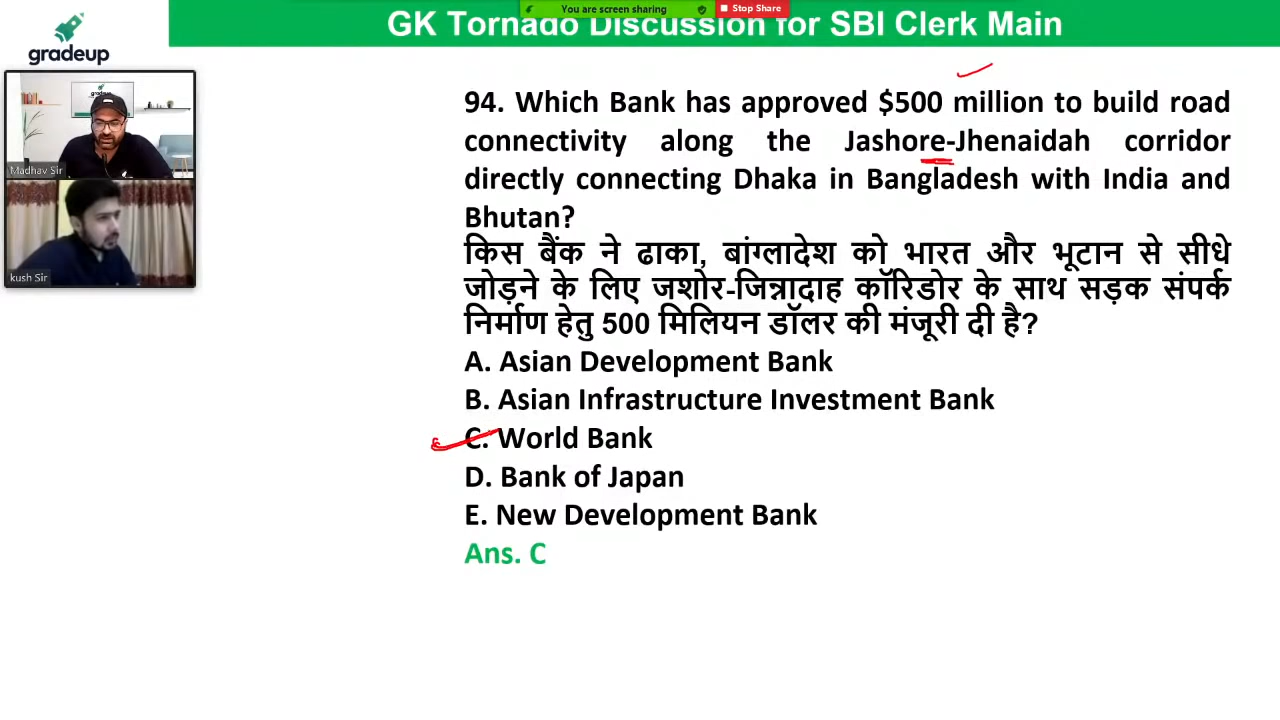 You are screen sharing
Stop Share
GK Tornado Discussion for SBI Clerk Main
gradeup
Madhav Sir
kush Sir
94. Which Bank has approved $500 million to build road
connectivity along the Jashore-Jhenaidah corridor
directly connecting Dhaka in Bangladesh with India and
Bhutan?
किस बैंक ने ढाका, बांग्लादेश को भारत और भूटान से सीधे
जोड़ने के लिए जशोर-जिन्नादाह कॉरिडोर के साथ सड़क संपर्क
निर्माण हेतु 500 मिलियन डॉलर की मंजूरी दी है?
A. Asian Development Bank
B. Asian Infrastructure Investment Bank
C. World Bank
D. Bank of Japan
E. New Development Bank
Ans. C